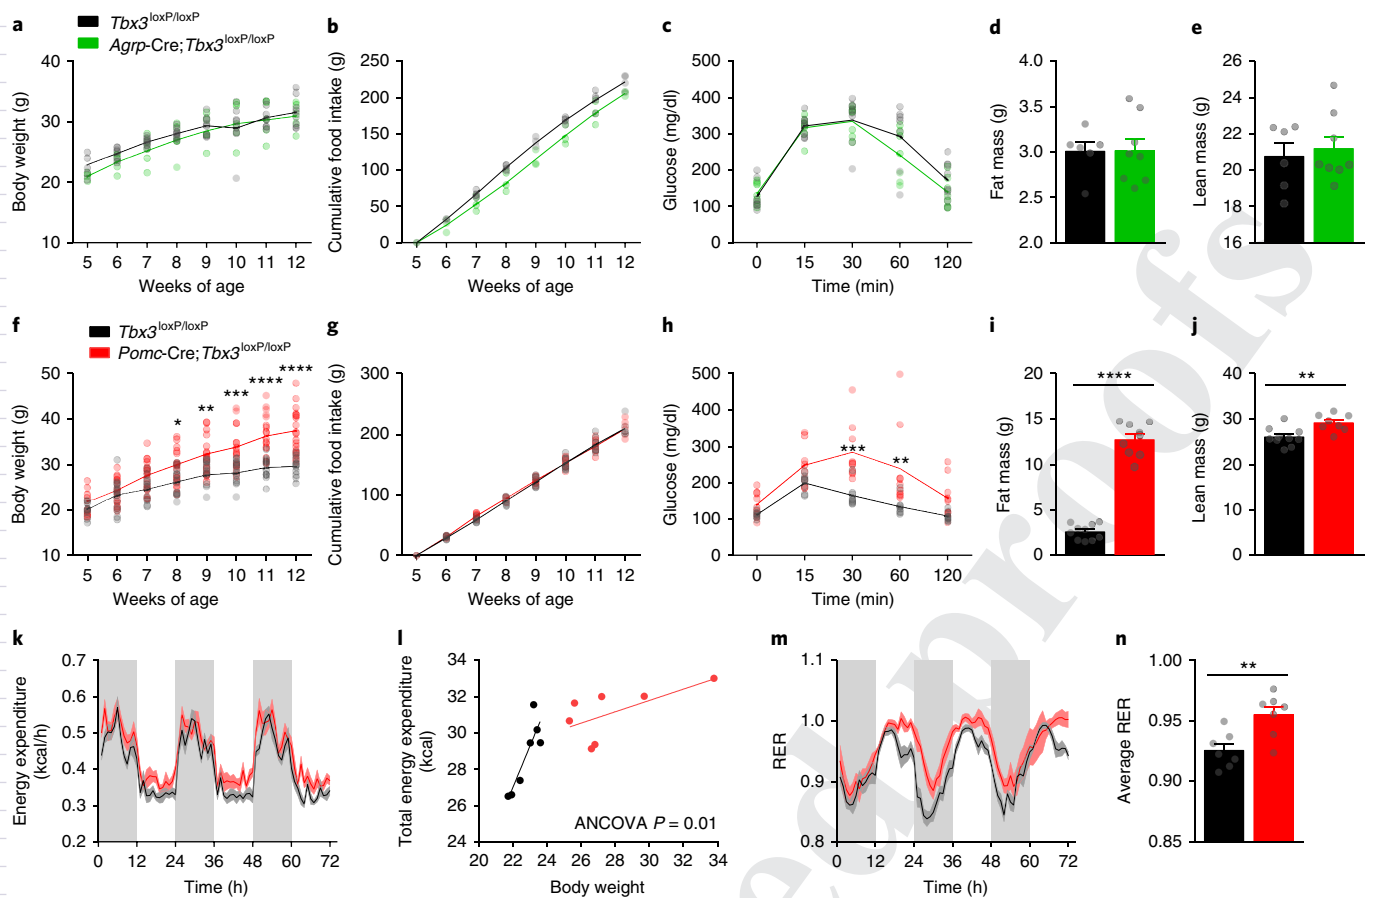 a
Tbx3loxP/loxP
Agrp-Cre;Tbx3loxP/loxP
Body weight (g)
40
30
20
10
5 6 7 8 9 10 11 12
Weeks of age
b
Cumulative food intake (g)
250
200
150
100
50
0
5 6 7 8 9 10 11 12
Weeks of age
c
Glucose (mg/dl)
500
400
300
200
100
0
0 15 30 60 120
Time (min)
d
Fat mass (g)
4.0
3.5
3.0
2.5
2.0
e
Lean mass (g)
26
24
22
20
18
16
f
Tbx3loxP/loxP
Pomc-Cre;Tbx3loxP/loxP
Body weight (g)
50
40
30
20
10
* ** *** **** ****
5 6 7 8 9 10 11 12
Weeks of age
g
Cumulative food intake (g)
300
200
100
0
5 6 7 8 9 10 11 12
Weeks of age
h
Glucose (mg/dl)
500
400
300
200
100
0
*** **
0 15 30 60 120
Time (min)
i
Fat mass (g)
20
15
10
5
0
****
j
Lean mass (g)
40
30
20
10
0
**
k
Energy expenditure
(kcal/h)
0.7
0.6
0.5
0.4
0.3
0.2
0 12 24 36 48 60 72
Time (h)
l
Total energy expenditure
(kcal)
34
32
30
28
26
24
ANCOVA P = 0.01
20 22 24 26 28 30 32 34
Body weight
m
RER
1.1
1.0
0.9
0.8
0 12 24 36 48 60 72
Time (h)
n
Average RER
1.00
0.95
0.90
0.85
**